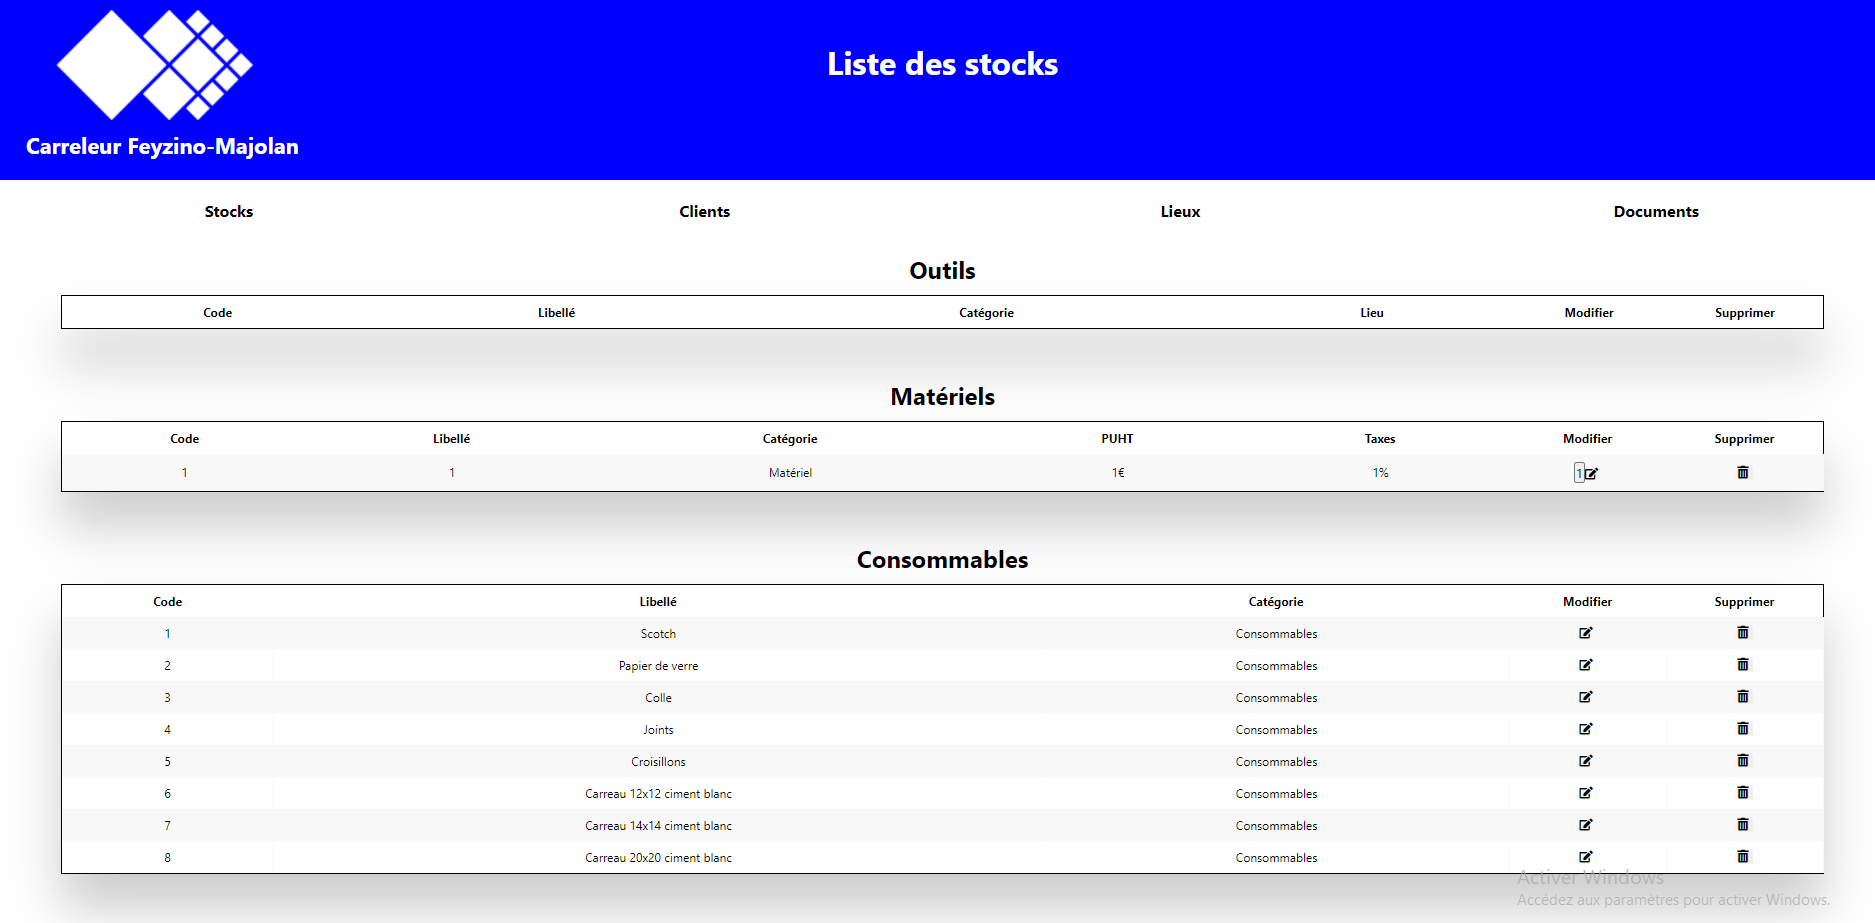 Liste des stocks
Carreleur Feyzino-Majolan
Stocks Clients Lieux Documents
Outils
Code Libellé Catégorie Lieu Modifier Supprimer
Matériels
Code Libellé Catégorie PUHT Taxes Modifier Supprimer
1 1 Matériel 1€ 1% 1
Consommables
Code Libellé Catégorie Modifier Supprimer
1 Scotch Consommables
2 Papier de verre Consommables
3 Colle Consommables
4 Joints Consommables
5 Croisillons Consommables
6 Carreau 12x12 ciment blanc Consommables
7 Carreau 14x14 ciment blanc Consommables
8 Carreau 20x20 ciment blanc Consommables
Activer Windows
Accédez aux paramètres pour activer Windows.